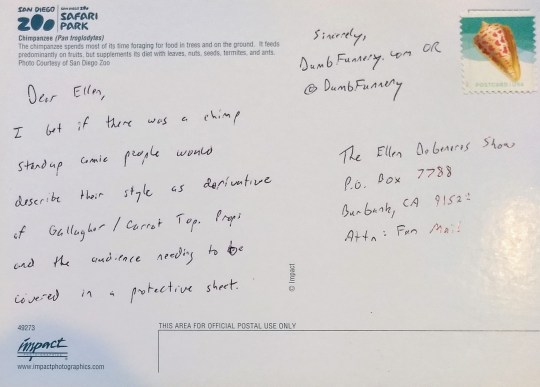 SAN DIEGO ZOO SAN DIEGO ZOO SAFARI PARK
Chimpanzee (Pan troglodytes)
The chimpanzee spends most of its time foraging for food in trees and on the ground. It feeds
predominantly on fruits, but supplements its diet with leaves, nuts, seeds, termites, and ants.
Photo Courtesy of San Diego Zoo
Dear Ellen,
I bet if there was a chimp
standup comic people would
describe their style as derivative
of Gallagher/Carrot Top. Props
and the audience needing to be
covered in a protective sheet.
Sincerely,
DumbFunnery.com OR
@DumbFunnery
POSTCARD
The Ellen DeGeneres Show
P.O. Box 7788
Burbank, CA 91522
Attn: Fan Mail
© Impact
49273
impact
www.impactphotographics.com
THIS AREA FOR OFFICIAL POSTAL USE ONLY